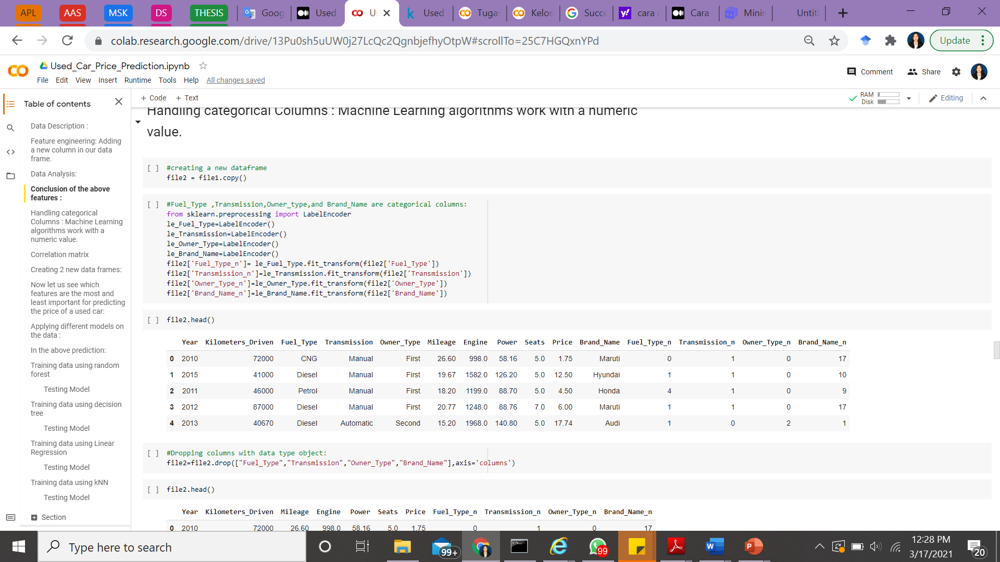 APL
AAS
MSK
DS
THESIS
Goog
Used
U
Used
Tuga
Kelon
Succe
cara
Cara
Minin
Untitl
colab.research.google.com/drive/13Pu0sh5uUW0j27LcQc2QgnbjefhyOtpW#scrollTo=25C7HGQxnYPd
Update
Used_Car_Price_Prediction.ipynb
File Edit View Insert Runtime Tools Help All changes saved
Comment Share
Table of contents
+ Code + Text
RAM
Disk
Editing
Data Description :
Feature engineering: Adding
a new column in our data
frame.
Data Analysis:
Conclusion of the above
features :
Handling categorical
Columns : Machine Learning
algorithms work with a
numeric value.
Correlation matrix
Creating 2 new data frames:
Now let us see which
features are the most and
least important for predicting
the price of a used car:
Applying different models on
the data :
In the above prediction:
Training data using random
forest
Testing Model
Training data using decision
tree
Testing Model
Training data using Linear
Regression
Testing Model
Training data using kNN
Testing Model
Section
Handling categorical Columns : Machine Learning algorithms work with a numeric
value.
[ ] #creating a new dataframe
file2 = file1.copy()
[ ] #Fuel_Type ,Transmission,Owner_type,and Brand_Name are categorical columns:
from sklearn.preprocessing import LabelEncoder
le_Fuel_Type=LabelEncoder()
le_Transmission=LabelEncoder()
le_Owner_Type=LabelEncoder()
le_Brand_Name=LabelEncoder()
file2['Fuel_Type_n']= le_Fuel_Type.fit_transform(file2['Fuel_Type'])
file2['Transmission_n']=le_Transmission.fit_transform(file2['Transmission'])
file2['Owner_Type_n']=le_Owner_Type.fit_transform(file2['Owner_Type'])
file2['Brand_Name_n']=le_Brand_Name.fit_transform(file2['Brand_Name'])
[ ] file2.head()
Year Kilometers_Driven Fuel_Type Transmission Owner_Type Mileage Engine Power Seats Price Brand_Name Fuel_Type_n Transmission_n Owner_Type_n Brand_Name_n
0 2010 72000 CNG Manual First 26.60 998.0 58.16 5.0 1.75 Maruti 0 1 0 17
1 2015 41000 Diesel Manual First 19.67 1582.0 126.20 5.0 12.50 Hyundai 1 1 0 10
2 2011 46000 Petrol Manual First 18.20 1199.0 88.70 5.0 4.50 Honda 4 1 0 9
3 2012 87000 Diesel Manual First 20.77 1248.0 88.76 7.0 6.00 Maruti 1 1 0 17
4 2013 40670 Diesel Automatic Second 15.20 1968.0 140.80 5.0 17.74 Audi 1 0 2 1
[ ] #Dropping columns with data type object:
file2=file2.drop(["Fuel_Type","Transmission","Owner_Type","Brand_Name"],axis='columns')
[ ] file2.head()
Year Kilometers_Driven Mileage Engine Power Seats Price Fuel_Type_n Transmission_n Owner_Type_n Brand_Name_n
0 2010 72000 26.60 998.0 58.16 5.0 1.75 0 1 0 17
Type here to search
99+
99
12:28 PM
3/17/2021
20